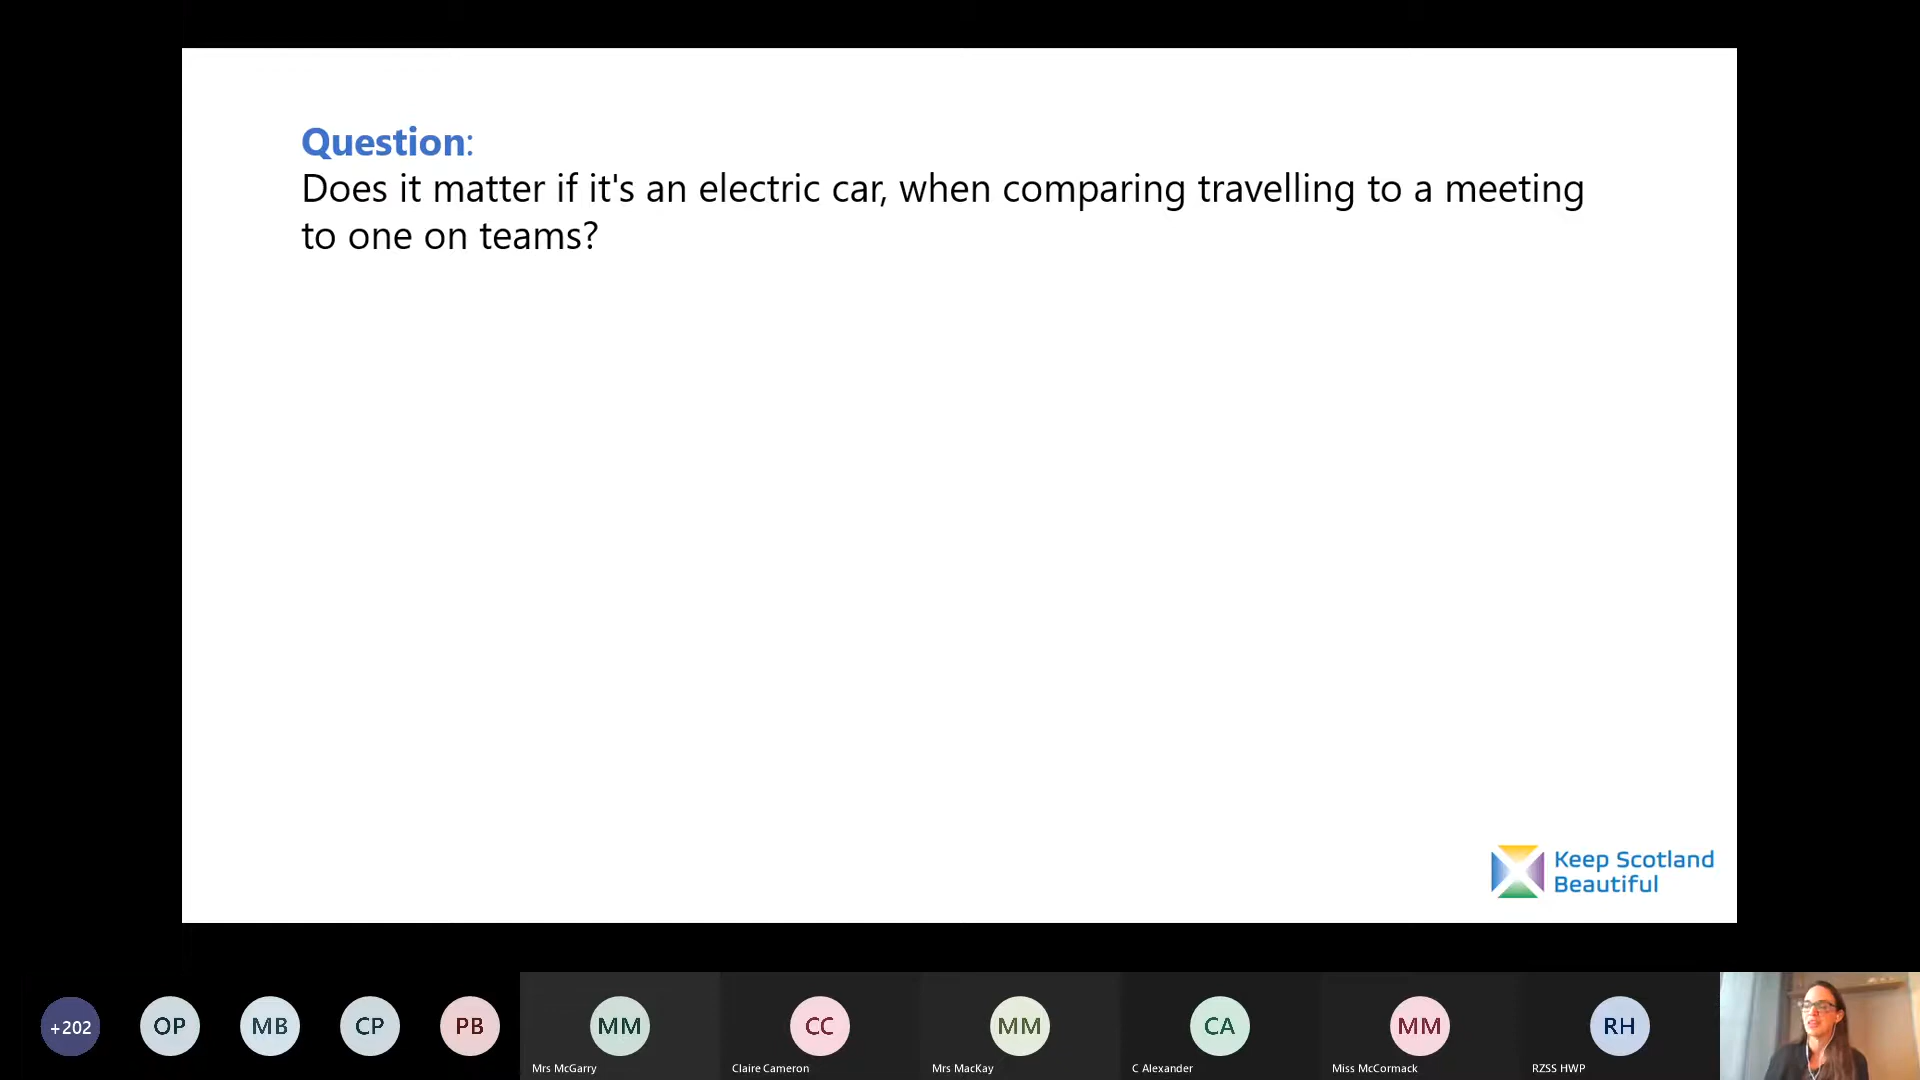 Question:
Does it matter if it's an electric car, when comparing travelling to a meeting
to one on teams?
Keep Scotland
Beautiful
+202
OP
MB
CP
PB
MM
CC
MM
CA
MM
RH
Mrs McGarry
Claire Cameron
Mrs MacKay
C Alexander
Miss McCormack
RZSS HWP